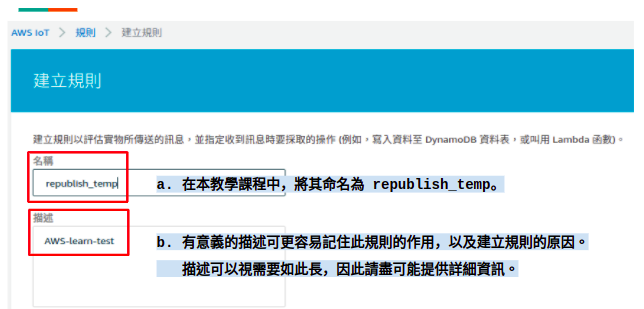 AWS IoT > 規則 > 建立規則
建立規則
建立規則以評估實物所傳送的訊息，並指定收到訊息時要採取的操作 (例如，寫入資料至 DynamoDB 資料表，或叫用 Lambda 函數)。
名稱
republish_temp
a. 在本教學課程中，將其命名為 republish_temp。
描述
AWS-learn-test
b. 有意義的描述可更容易記住此規則的作用，以及建立規則的原因。
描述可以視需要如此長，因此請盡可能提供詳細資訊。